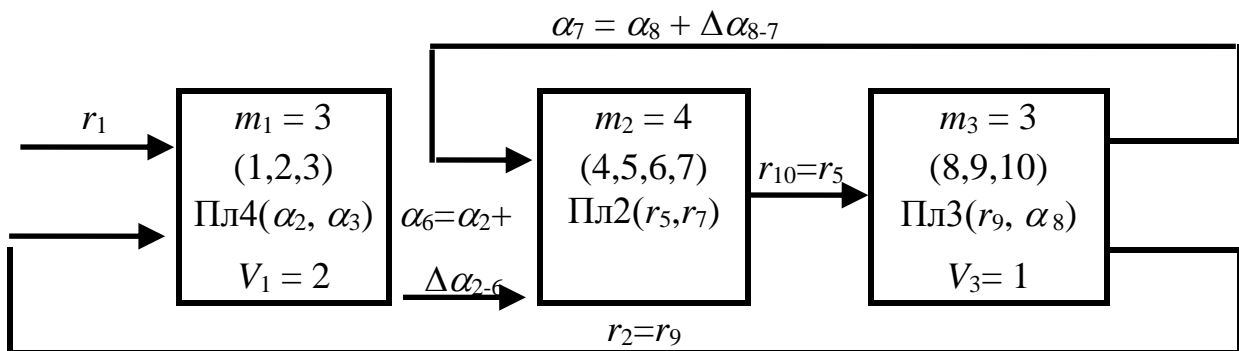 α₇ = α₈ + Δα₈₋₇
r₁
m₁ = 3
(1,2,3)
Пл4(α₂, α₃)
V₁ = 2
α₆=α₂+
Δα₂₋₆
m₂ = 4
(4,5,6,7)
Пл2(r₅,r₇)
r₁₀=r₅
m₃ = 3
(8,9,10)
Пл3(r₉, α₈)
V₃= 1
r₂=r₉